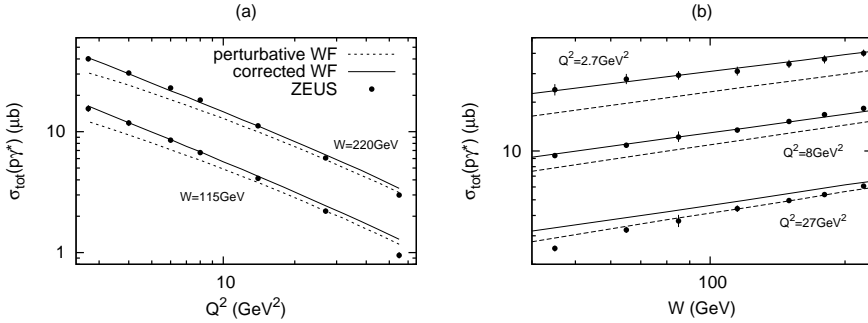 (a)
perturbative WF
corrected WF
ZEUS
W=220GeV
W=115GeV
10
1
10
σtot(pγ*) (μb)
Q² (GeV²)
(b)
Q²=2.7GeV²
Q²=8GeV²
Q²=27GeV²
10
100
σtot(pγ*) (μb)
W (GeV)